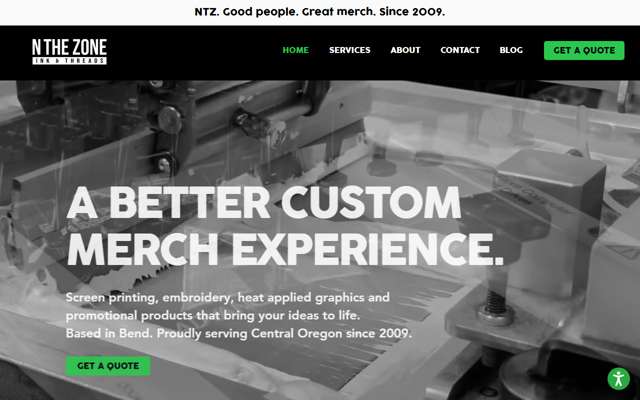 NTZ. Good people. Great merch. Since 2009.
N THE ZONE
INK & THREADS
HOME
SERVICES
ABOUT
CONTACT
BLOG
GET A QUOTE
A BETTER CUSTOM
MERCH EXPERIENCE.
Screen printing, embroidery, heat applied graphics and
promotional products that bring your ideas to life.
Based in Bend. Proudly serving Central Oregon since 2009.
GET A QUOTE